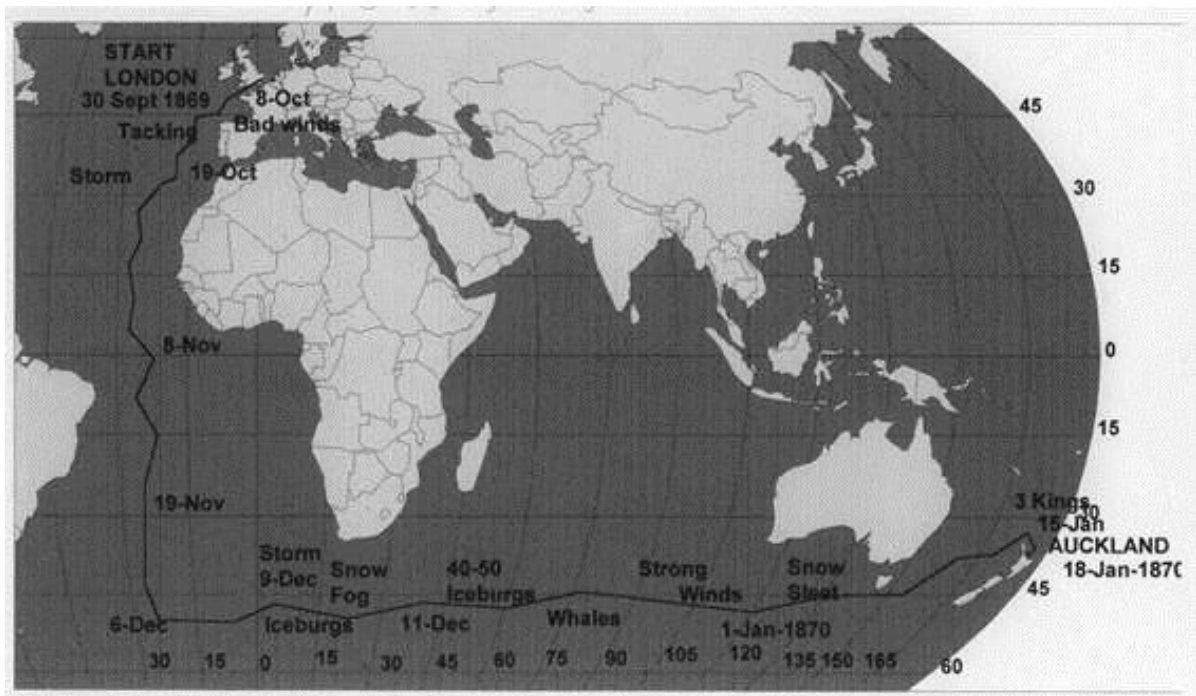 START
LONDON
30 Sept 1869
8-Oct
Bad winds
Tacking
Storm
19-Oct
45
30
15
0
15
8-Nov
19-Nov
3 Kings
15-Jan
AUCKLAND
18-Jan-1870
45
Storm
9-Dec
Snow
Fog
40-50
Iceburgs
Strong
Winds
Snow
Sleet
6-Dec
Iceburgs
11-Dec
Whales
1-Jan-1870
30 15 0 15 30 45 60 75 90 105 120 135 150 165 60